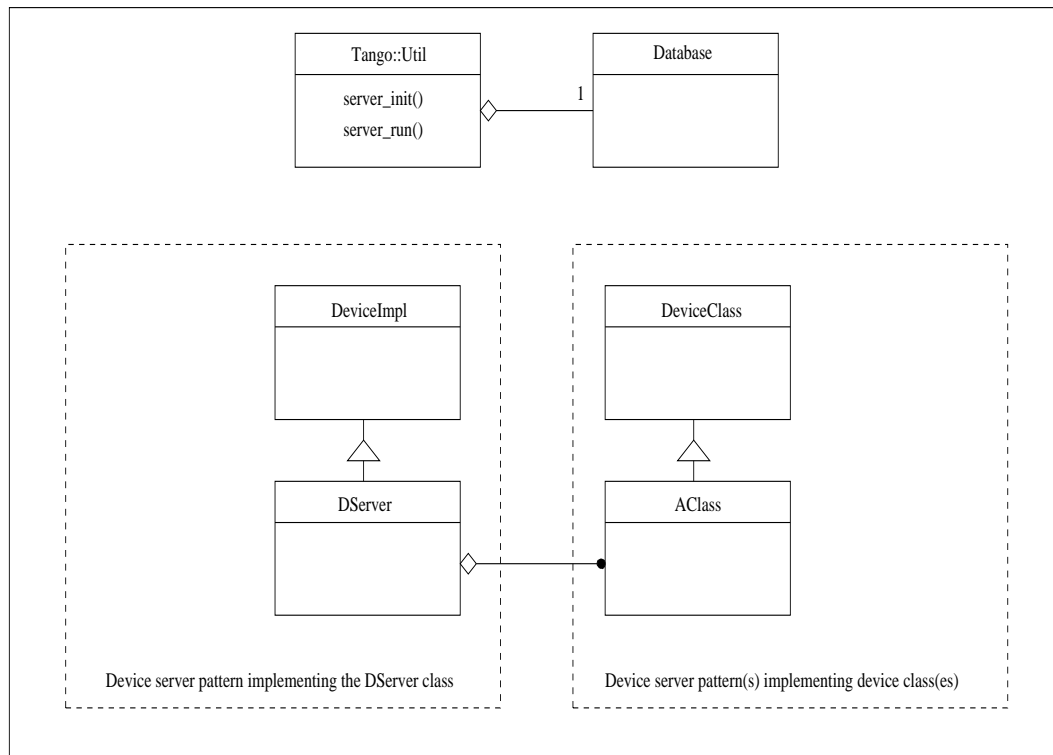 Tango::Util
Database
server_init()
server_run()
1
DeviceImpl
DeviceClass
DServer
AClass
Device server pattern implementing the DServer class
Device server pattern(s) implementing device class(es)